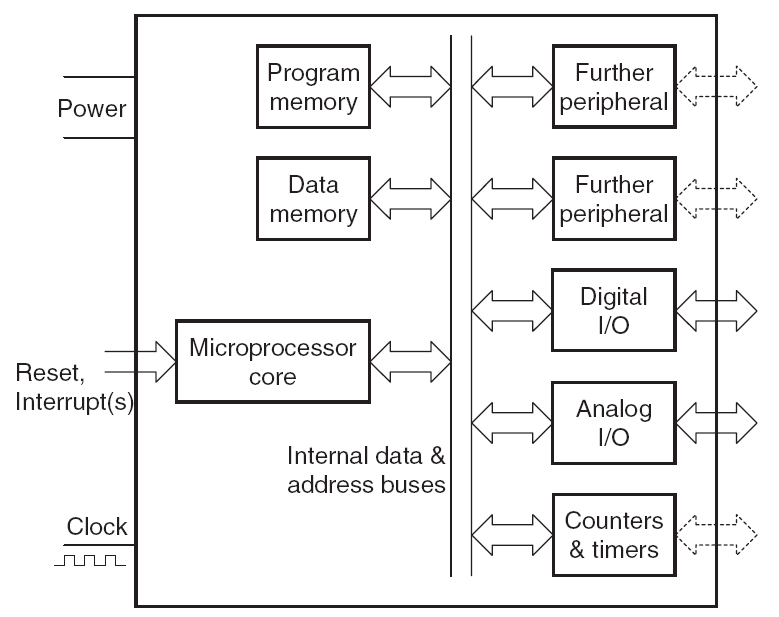 Power
Program
memory
Data
memory
Reset,
Interrupt(s)
Microprocessor
core
Internal data &
address buses
Clock
Further
peripheral
Further
peripheral
Digital
I/O
Analog
I/O
Counters
& timers